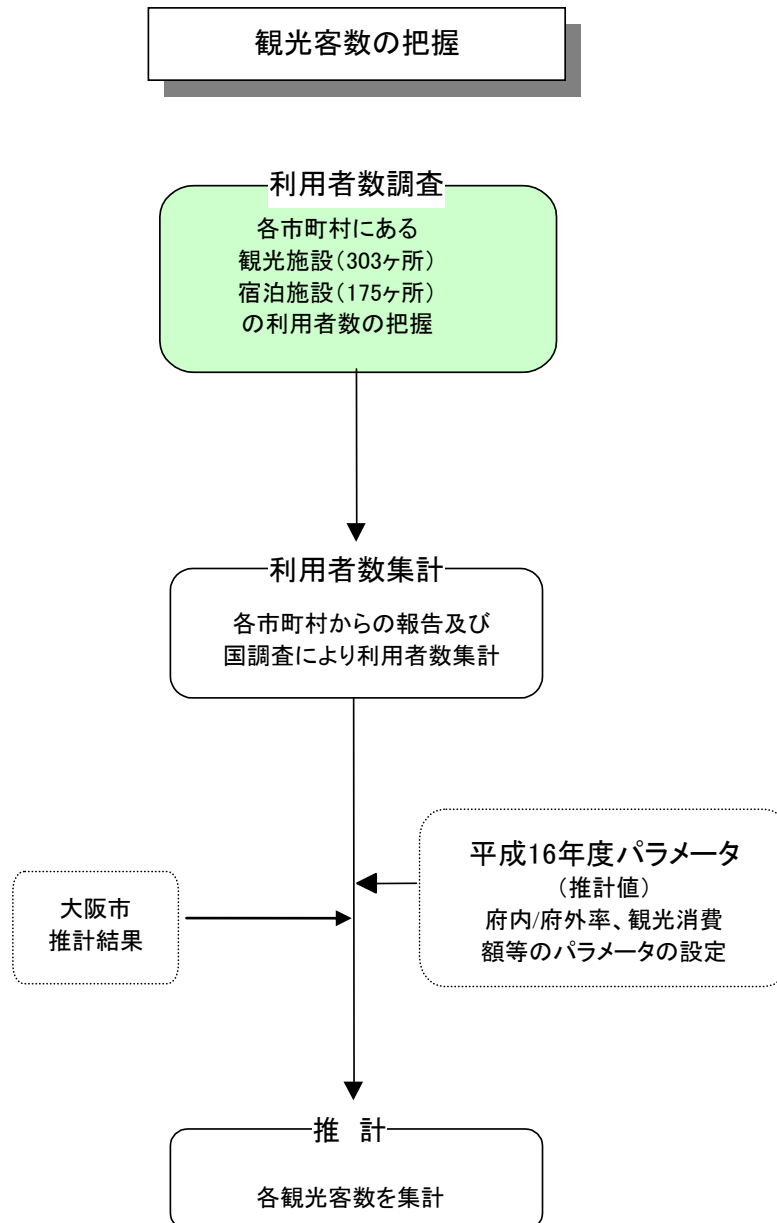 観光客数の把握
利用者数調査
各市町村にある
観光施設（303ヶ所）
宿泊施設（175ヶ所）
の利用者数の把握
利用者数集計
各市町村からの報告及び
国調査により利用者数集計
平成16年度パラメータ
（推計値）
府内/府外率、観光消費
額等のパラメータの設定
大阪市
推計結果
推　計
各観光客数を集計